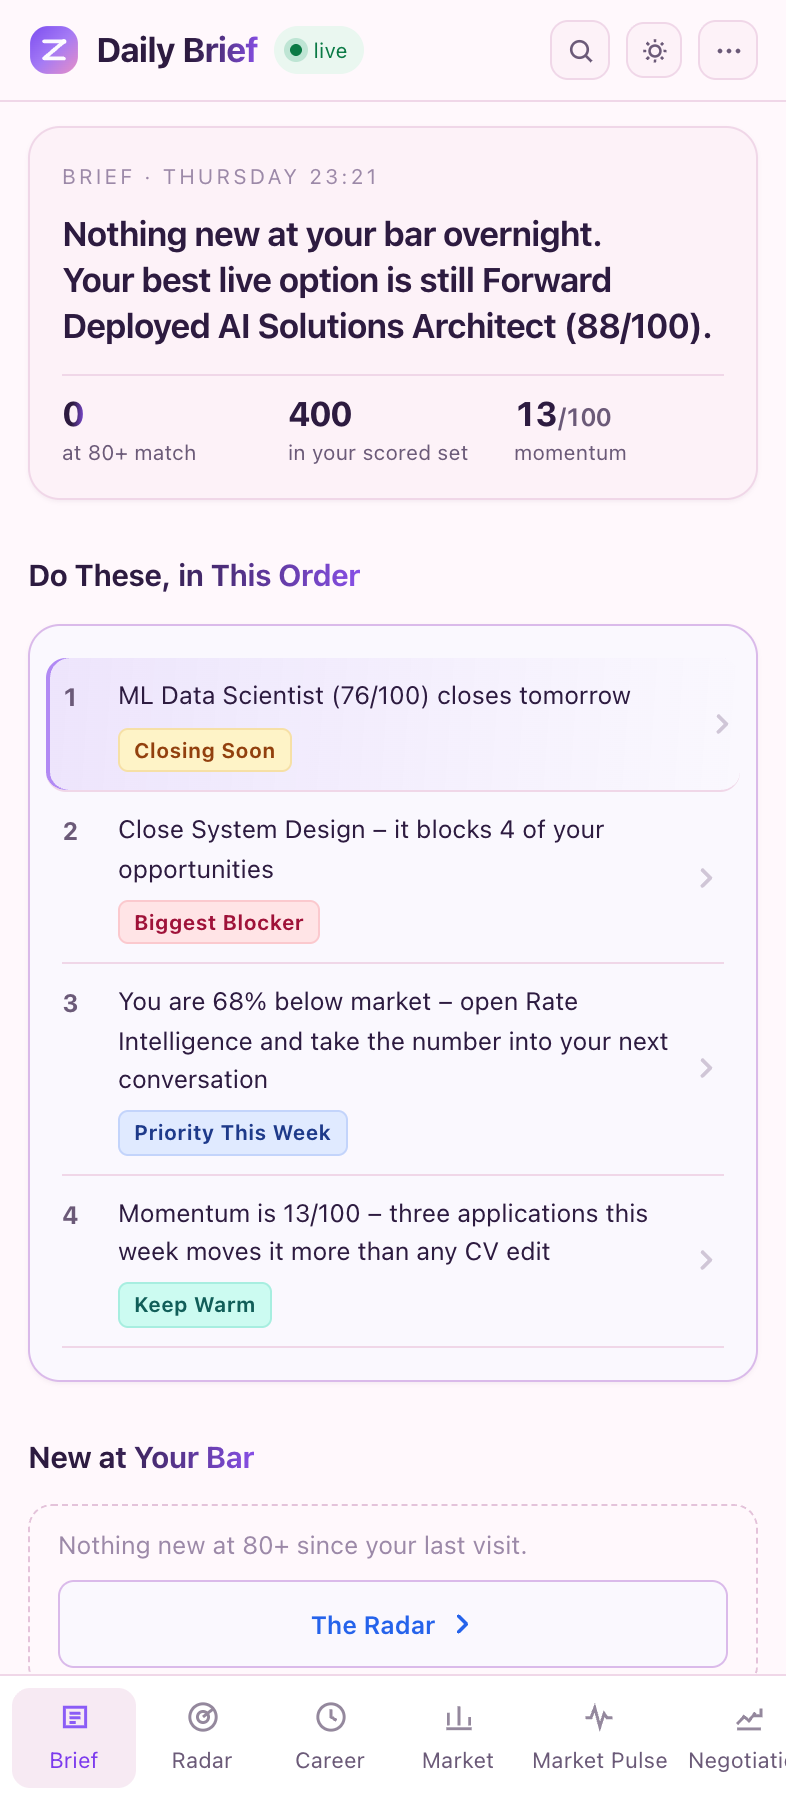 Daily Brief
live
BRIEF · THURSDAY 23:21
Nothing new at your bar overnight.
Your best live option is still Forward
Deployed AI Solutions Architect (88/100).
0
at 80+ match
400
in your scored set
13/100
momentum
Do These, in This Order
1
ML Data Scientist (76/100) closes tomorrow
Closing Soon
2
Close System Design – it blocks 4 of your
opportunities
Biggest Blocker
3
You are 68% below market – open Rate
Intelligence and take the number into your next
conversation
Priority This Week
4
Momentum is 13/100 – three applications this
week moves it more than any CV edit
Keep Warm
New at Your Bar
Nothing new at 80+ since your last visit.
The Radar
Brief
Radar
Career
Market
Market Pulse
Negotiati